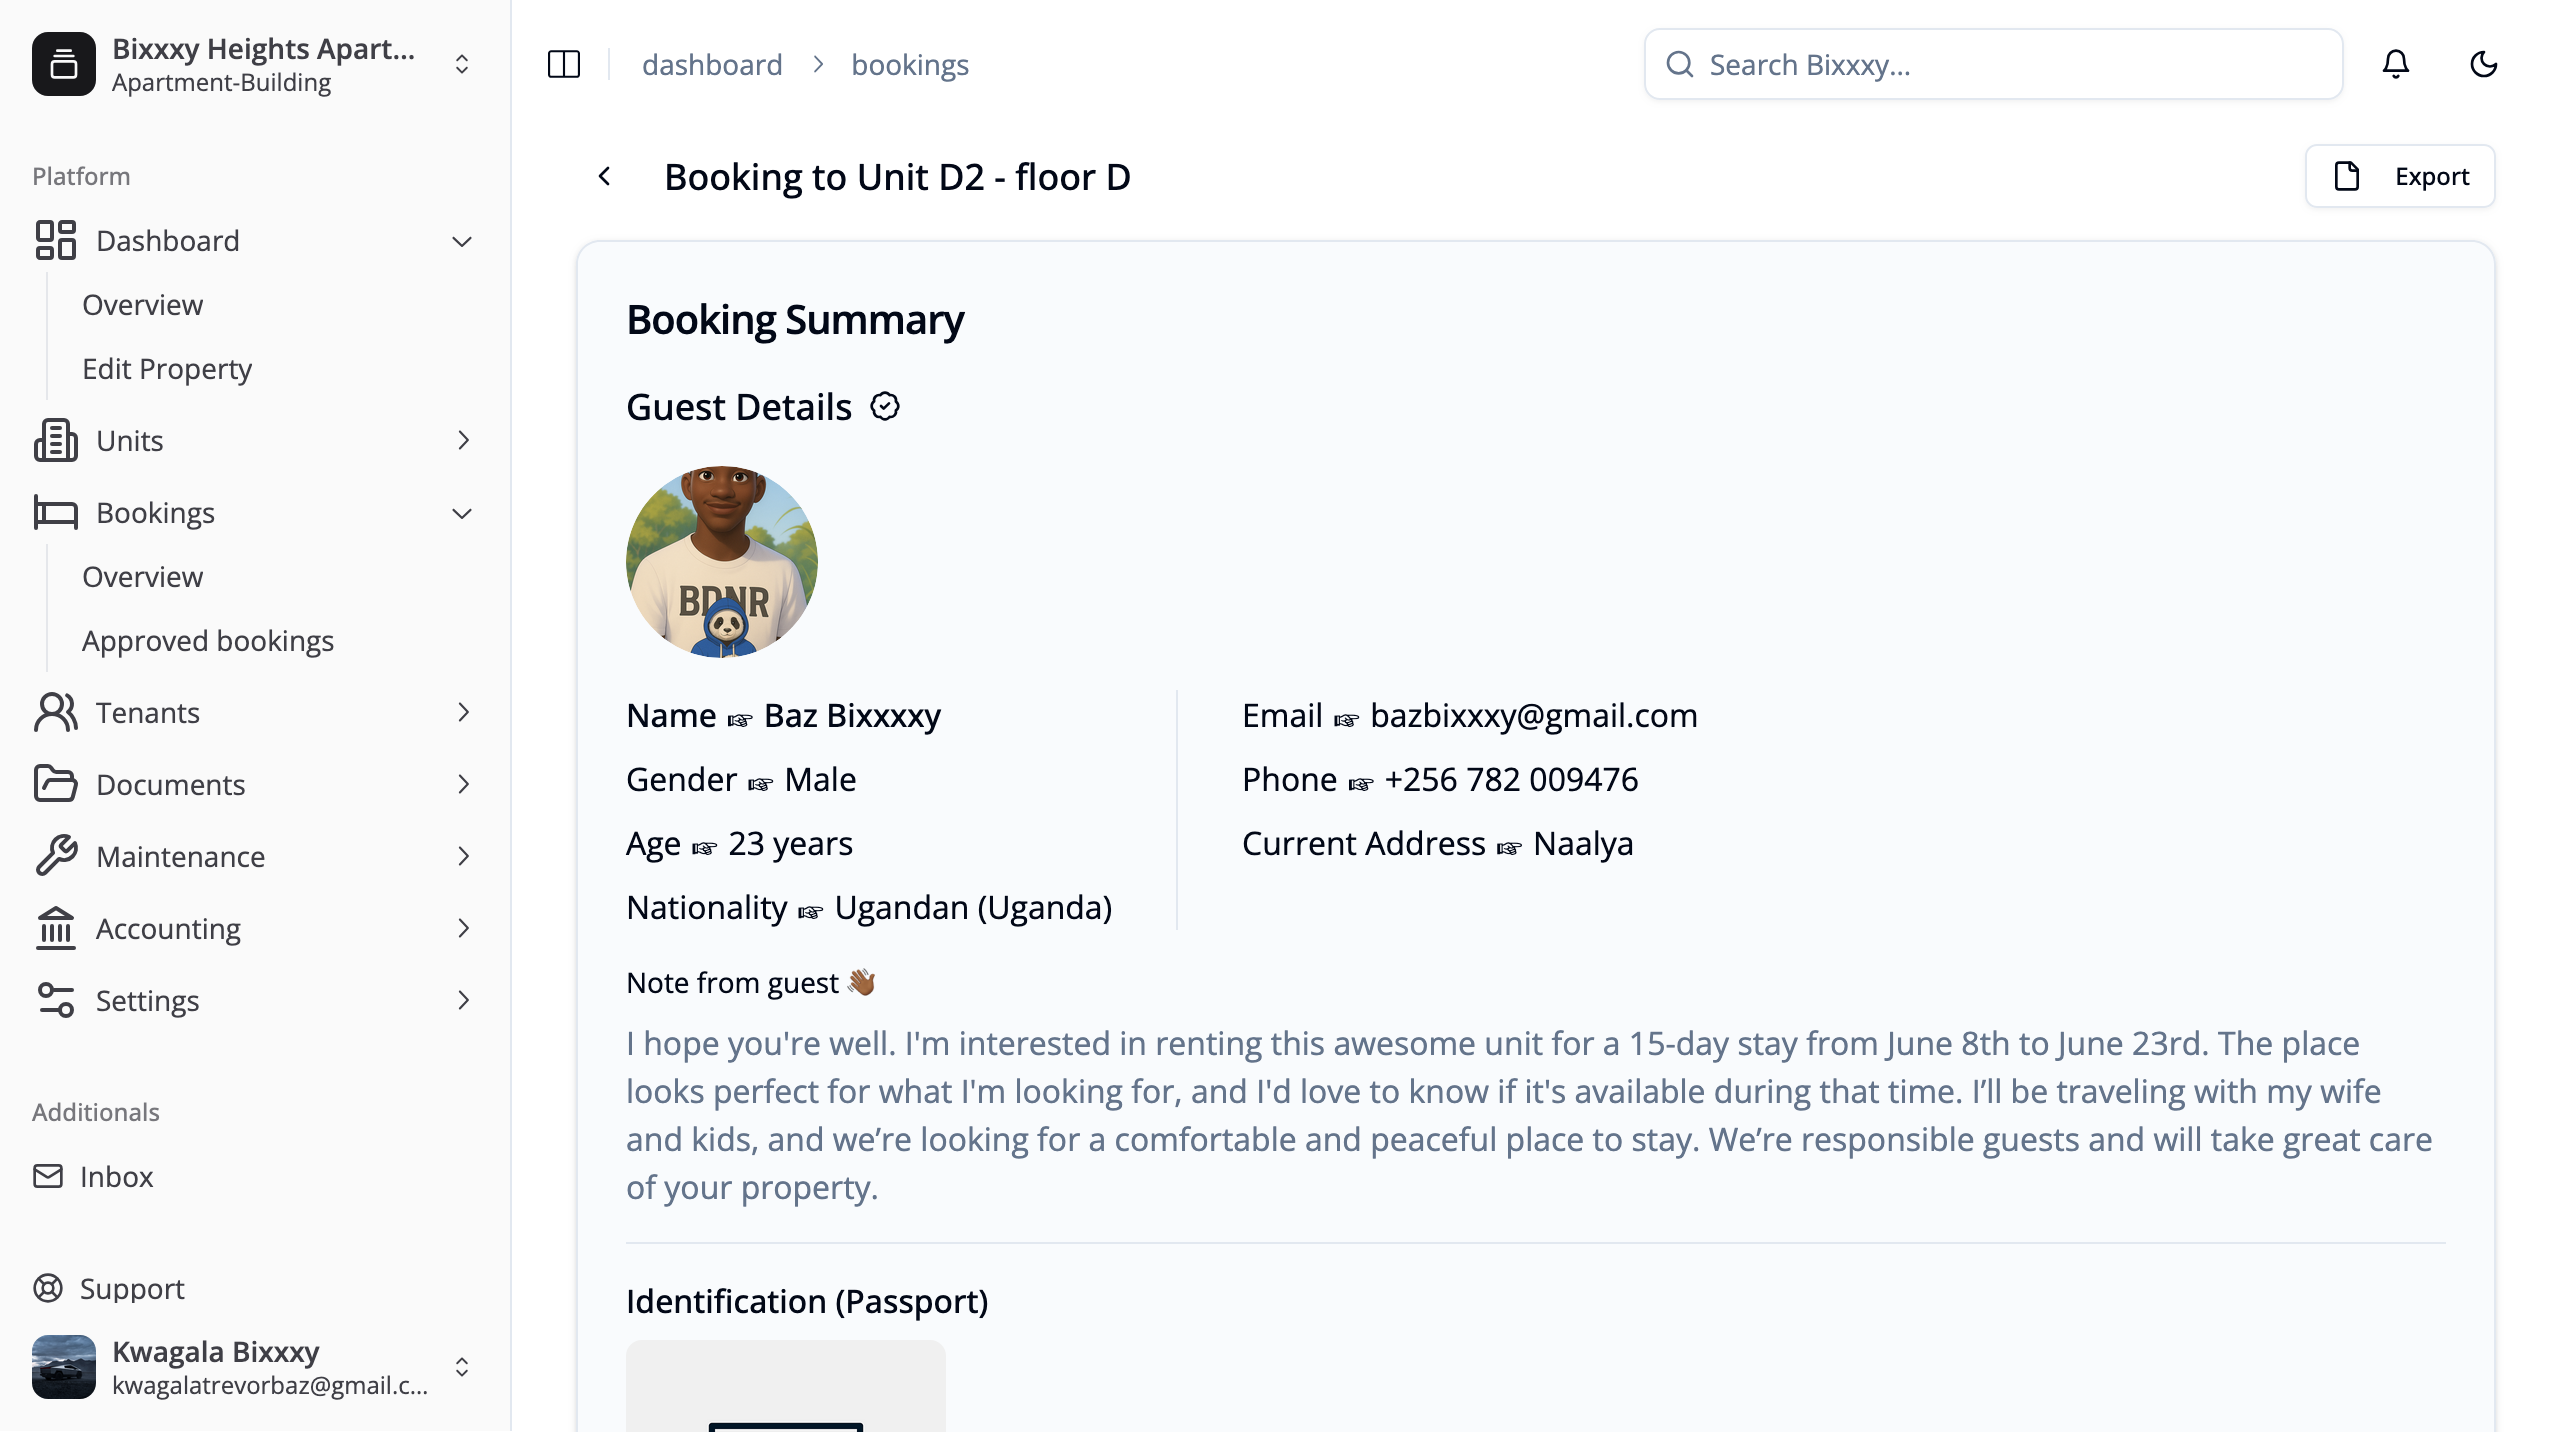 Bixxxy Heights Apart...
Apartment-Building
Platform
Dashboard
Overview
Edit Property
Units
Bookings
Overview
Approved bookings
Tenants
Documents
Maintenance
Accounting
Settings
Additionals
Inbox
Support
Kwagala Bixxxy
kwagalatrevorbaz@gmail.c...
dashboard > bookings
Search Bixxxy...
Booking to Unit D2 - floor D
Export
Booking Summary
Guest Details
BDNR
Name ☞ Baz Bixxxxy
Gender ☞ Male
Age ☞ 23 years
Nationality ☞ Ugandan (Uganda)
Email ☞ bazbixxxy@gmail.com
Phone ☞ +256 782 009476
Current Address ☞ Naalya
Note from guest 👋🏾
I hope you're well. I'm interested in renting this awesome unit for a 15-day stay from June 8th to June 23rd. The place
looks perfect for what I'm looking for, and I'd love to know if it's available during that time. I’ll be traveling with my wife
and kids, and we’re looking for a comfortable and peaceful place to stay. We’re responsible guests and will take great care
of your property.
Identification (Passport)